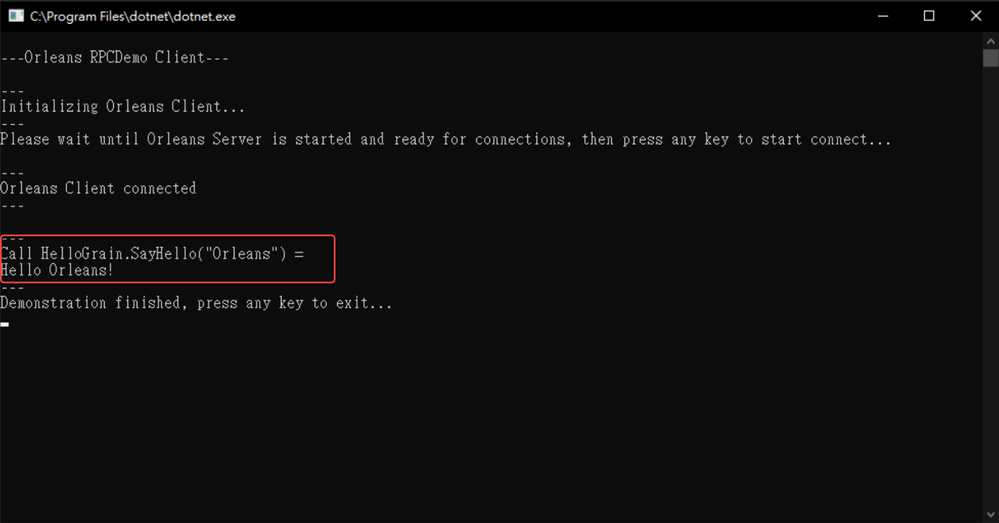 C:\Program Files\dotnet\dotnet.exe
---Orleans RPCDemo Client---
---
Initializing Orleans Client...
---
Please wait until Orleans Server is started and ready for connections, then press any key to start connect...
---
Orleans Client connected
---
---
Call HelloGrain.SayHello("Orleans") =
Hello Orleans!
---
Demonstration finished, press any key to exit...